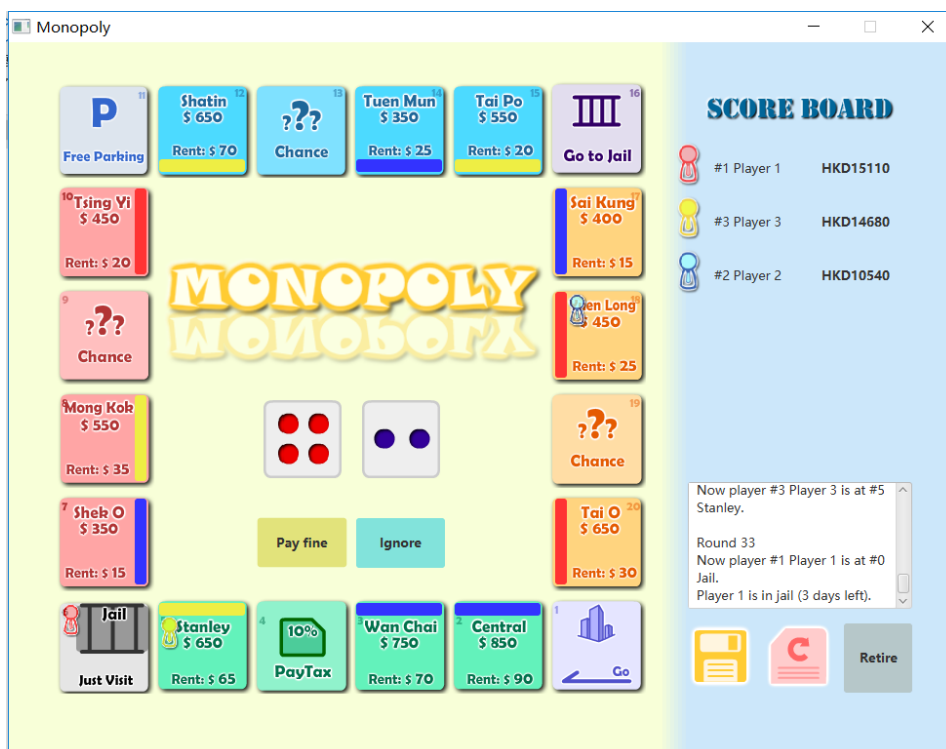 Monopoly
11
P
Free Parking
12
Shatin
$ 650
Rent: $ 70
13
???
Chance
14
Tuen Mun
$ 350
Rent: $ 25
15
Tai Po
$ 550
Rent: $ 20
16
Go to Jail
SCORE BOARD
#1 Player 1 HKD15110
#3 Player 3 HKD14680
#2 Player 2 HKD10540
10
Tsing Yi
$ 450
Rent: $ 20
17
Sai Kung
$ 400
Rent: $ 15
MONOPOLY
9
???
Chance
18
en Long
$ 450
Rent: $ 25
Mong Kok
$ 550
Rent: $ 35
19
???
Chance
7
Shek O
$ 350
Rent: $ 15
Pay fine
Ignore
20
Tai O
$ 650
Rent: $ 30
Now player #3 Player 3 is at #5
Stanley.
Round 33
Now player #1 Player 1 is at #0
Jail.
Player 1 is in jail (3 days left).
Jail
Just Visit
Stanley
$ 650
Rent: $ 65
4
10%
PayTax
3
Wan Chai
$ 750
Rent: $ 70
2
Central
$ 850
Rent: $ 90
1
Go
C
Retire